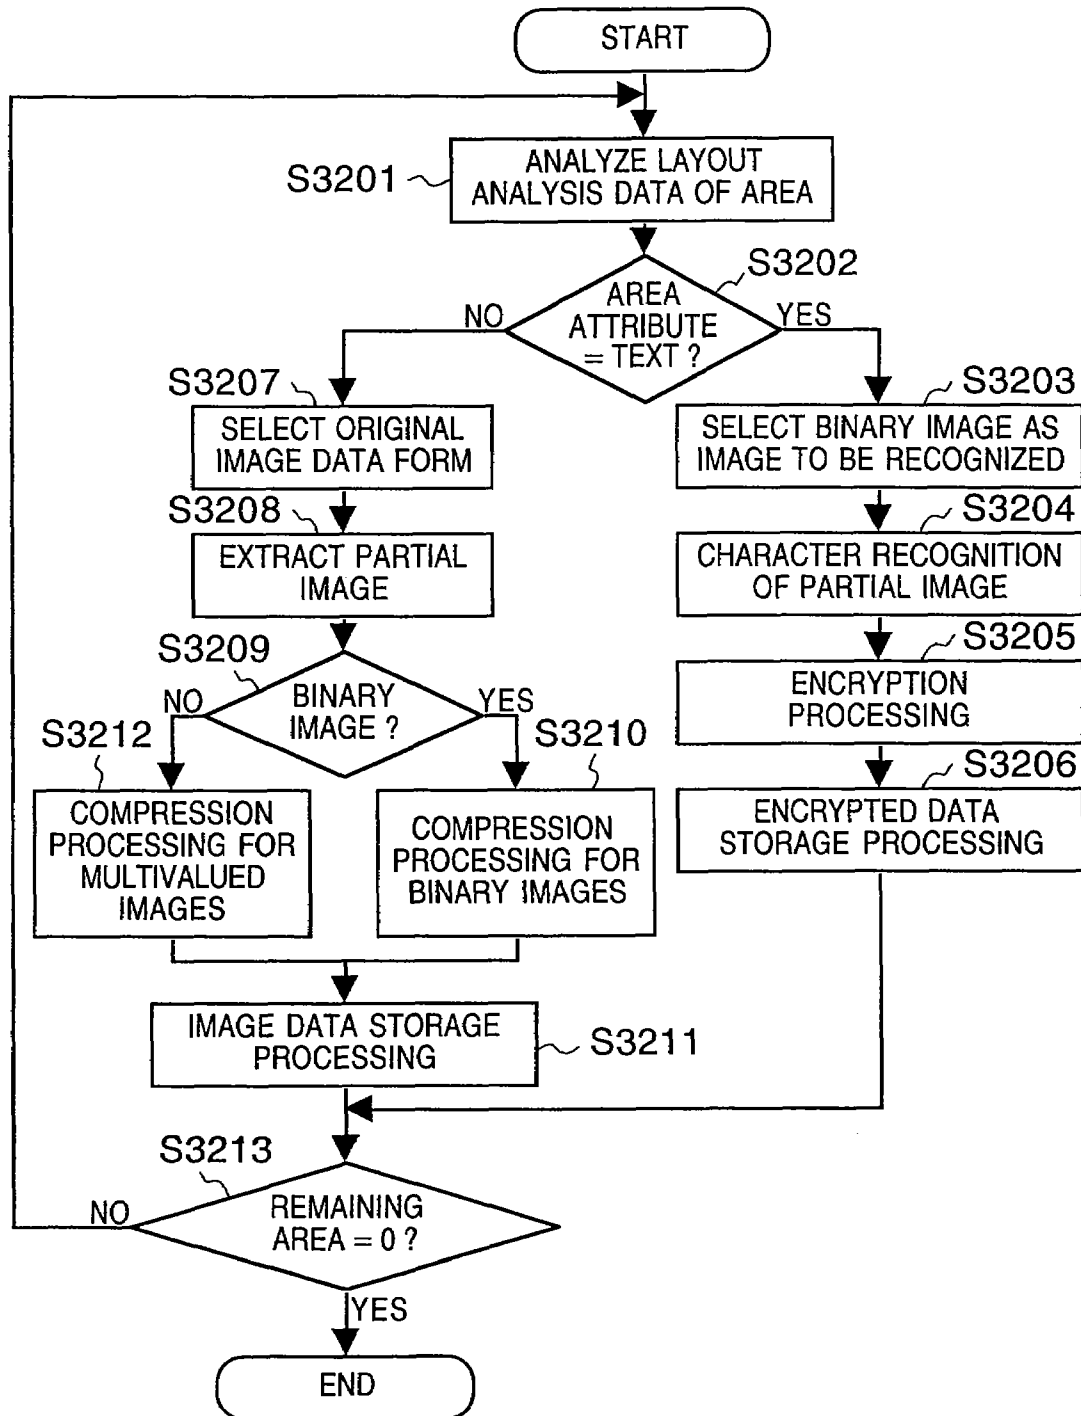 START
S3201
ANALYZE LAYOUT
ANALYSIS DATA OF AREA
S3202
NO
AREA
ATTRIBUTE
= TEXT ?
YES
S3207
SELECT ORIGINAL
IMAGE DATA FORM
S3203
SELECT BINARY IMAGE AS
IMAGE TO BE RECOGNIZED
S3208
EXTRACT PARTIAL
IMAGE
S3204
CHARACTER RECOGNITION
OF PARTIAL IMAGE
S3209
NO
BINARY
IMAGE ?
YES
S3205
ENCRYPTION
PROCESSING
S3212
COMPRESSION
PROCESSING FOR
MULTIVALUED
IMAGES
S3210
COMPRESSION
PROCESSING FOR
BINARY IMAGES
S3206
ENCRYPTED DATA
STORAGE PROCESSING
IMAGE DATA STORAGE
PROCESSING
S3211
S3213
NO
REMAINING
AREA = 0 ?
YES
END